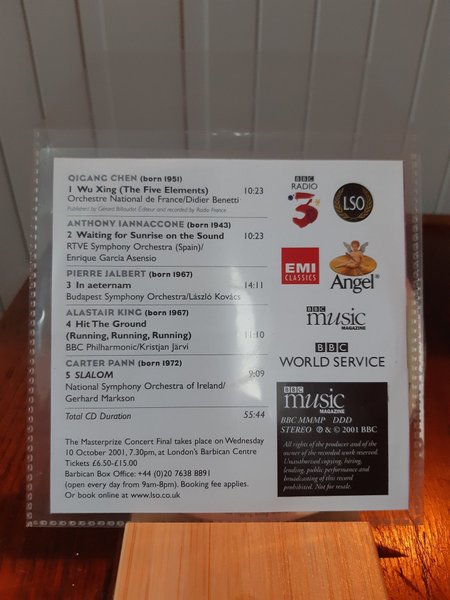 QIGANG CHEN (born 1951)
1 Wu Xing (The Five Elements) 10:23
Orchestre National de France/Didier Benetti
Published by Gérard Billaudot Éditeur and recorded by Radio France
ANTHONY IANNACCONE (born 1943)
2 Waiting for Sunrise on the Sound 10:23
RTVE Symphony Orchestra (Spain)/
Enrique García Asensio
PIERRE JALBERT (born 1967)
3 In aeternam 14:11
Budapest Symphony Orchestra/László Kovács
ALASTAIR KING (born 1967)
4 Hit The Ground
(Running, Running, Running) 11:10
BBC Philharmonic/Kristjan Järvi
CARTER PANN (born 1972)
5 SLALOM 9:09
National Symphony Orchestra of Ireland/
Gerhard Markson
Total CD Duration 55:44
The Masterprize Concert Final takes place on Wednesday
10 October 2001, 7.30pm, at London's Barbican Centre
Tickets £6.50-£15.00
Barbican Box Office: +44 (0)20 7638 8891
(open every day from 9am-8pm). Booking fee applies.
Or book online at www.lso.co.uk
BBC
RADIO
3
LSO
EMI
CLASSICS
Angel®
BBC
music
MAGAZINE
BBC
WORLD SERVICE
BBC
music
MAGAZINE
BBC MMMP DDD
STEREO ℗ & © 2001 BBC
All rights of the producer and of the
owner of the recorded work reserved.
Unauthorised copying, hiring,
lending, public performance and
broadcasting of this record
prohibited. Not for resale.